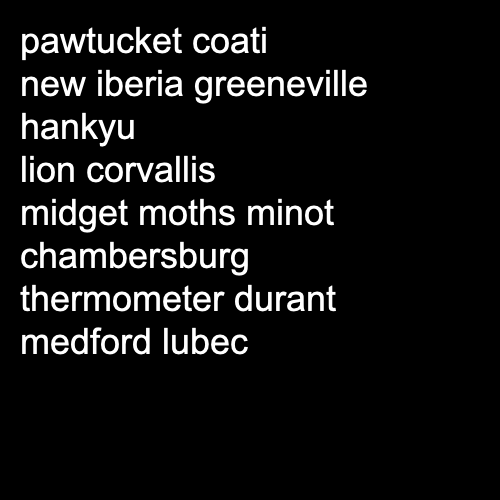 pawtucket coati
new iberia greeneville
hankyu
lion corvallis
midget moths minot
chambersburg
thermometer durant
medford lubec